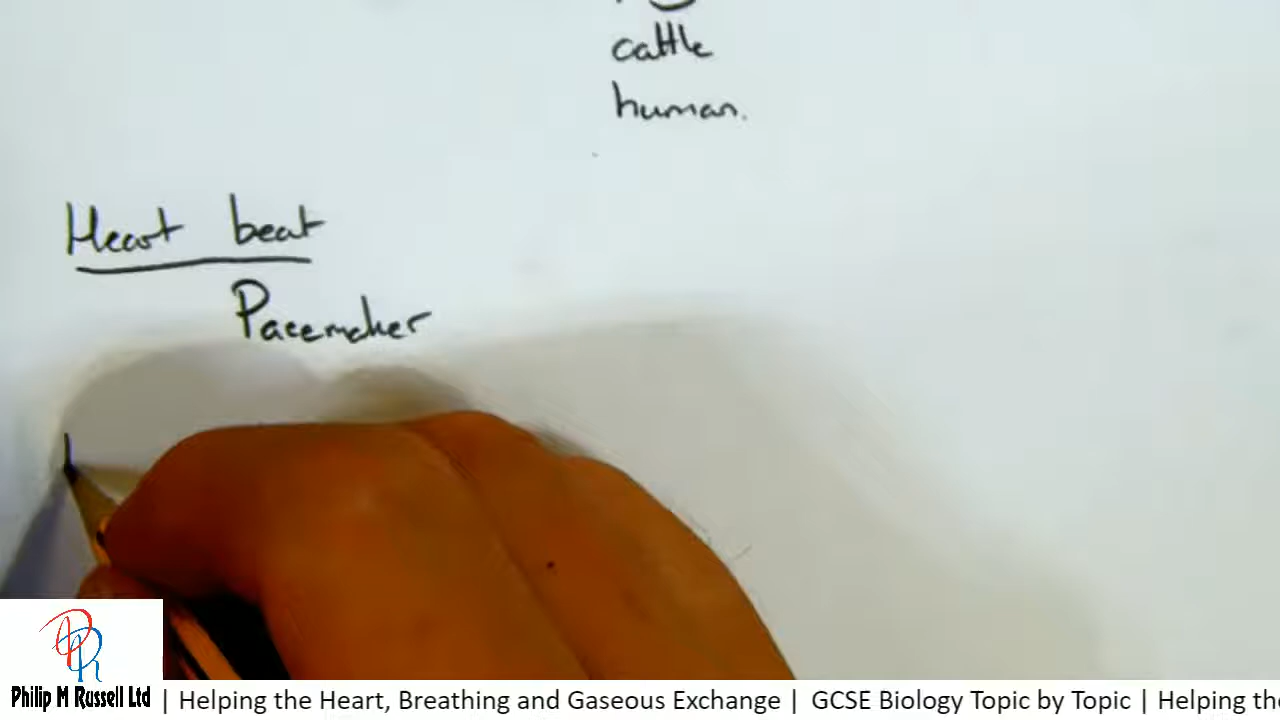 cattle
human.
Heart beat
Pacemaker
Philip M Russell Ltd
| Helping the Heart, Breathing and Gaseous Exchange | GCSE Biology Topic by Topic | Helping the